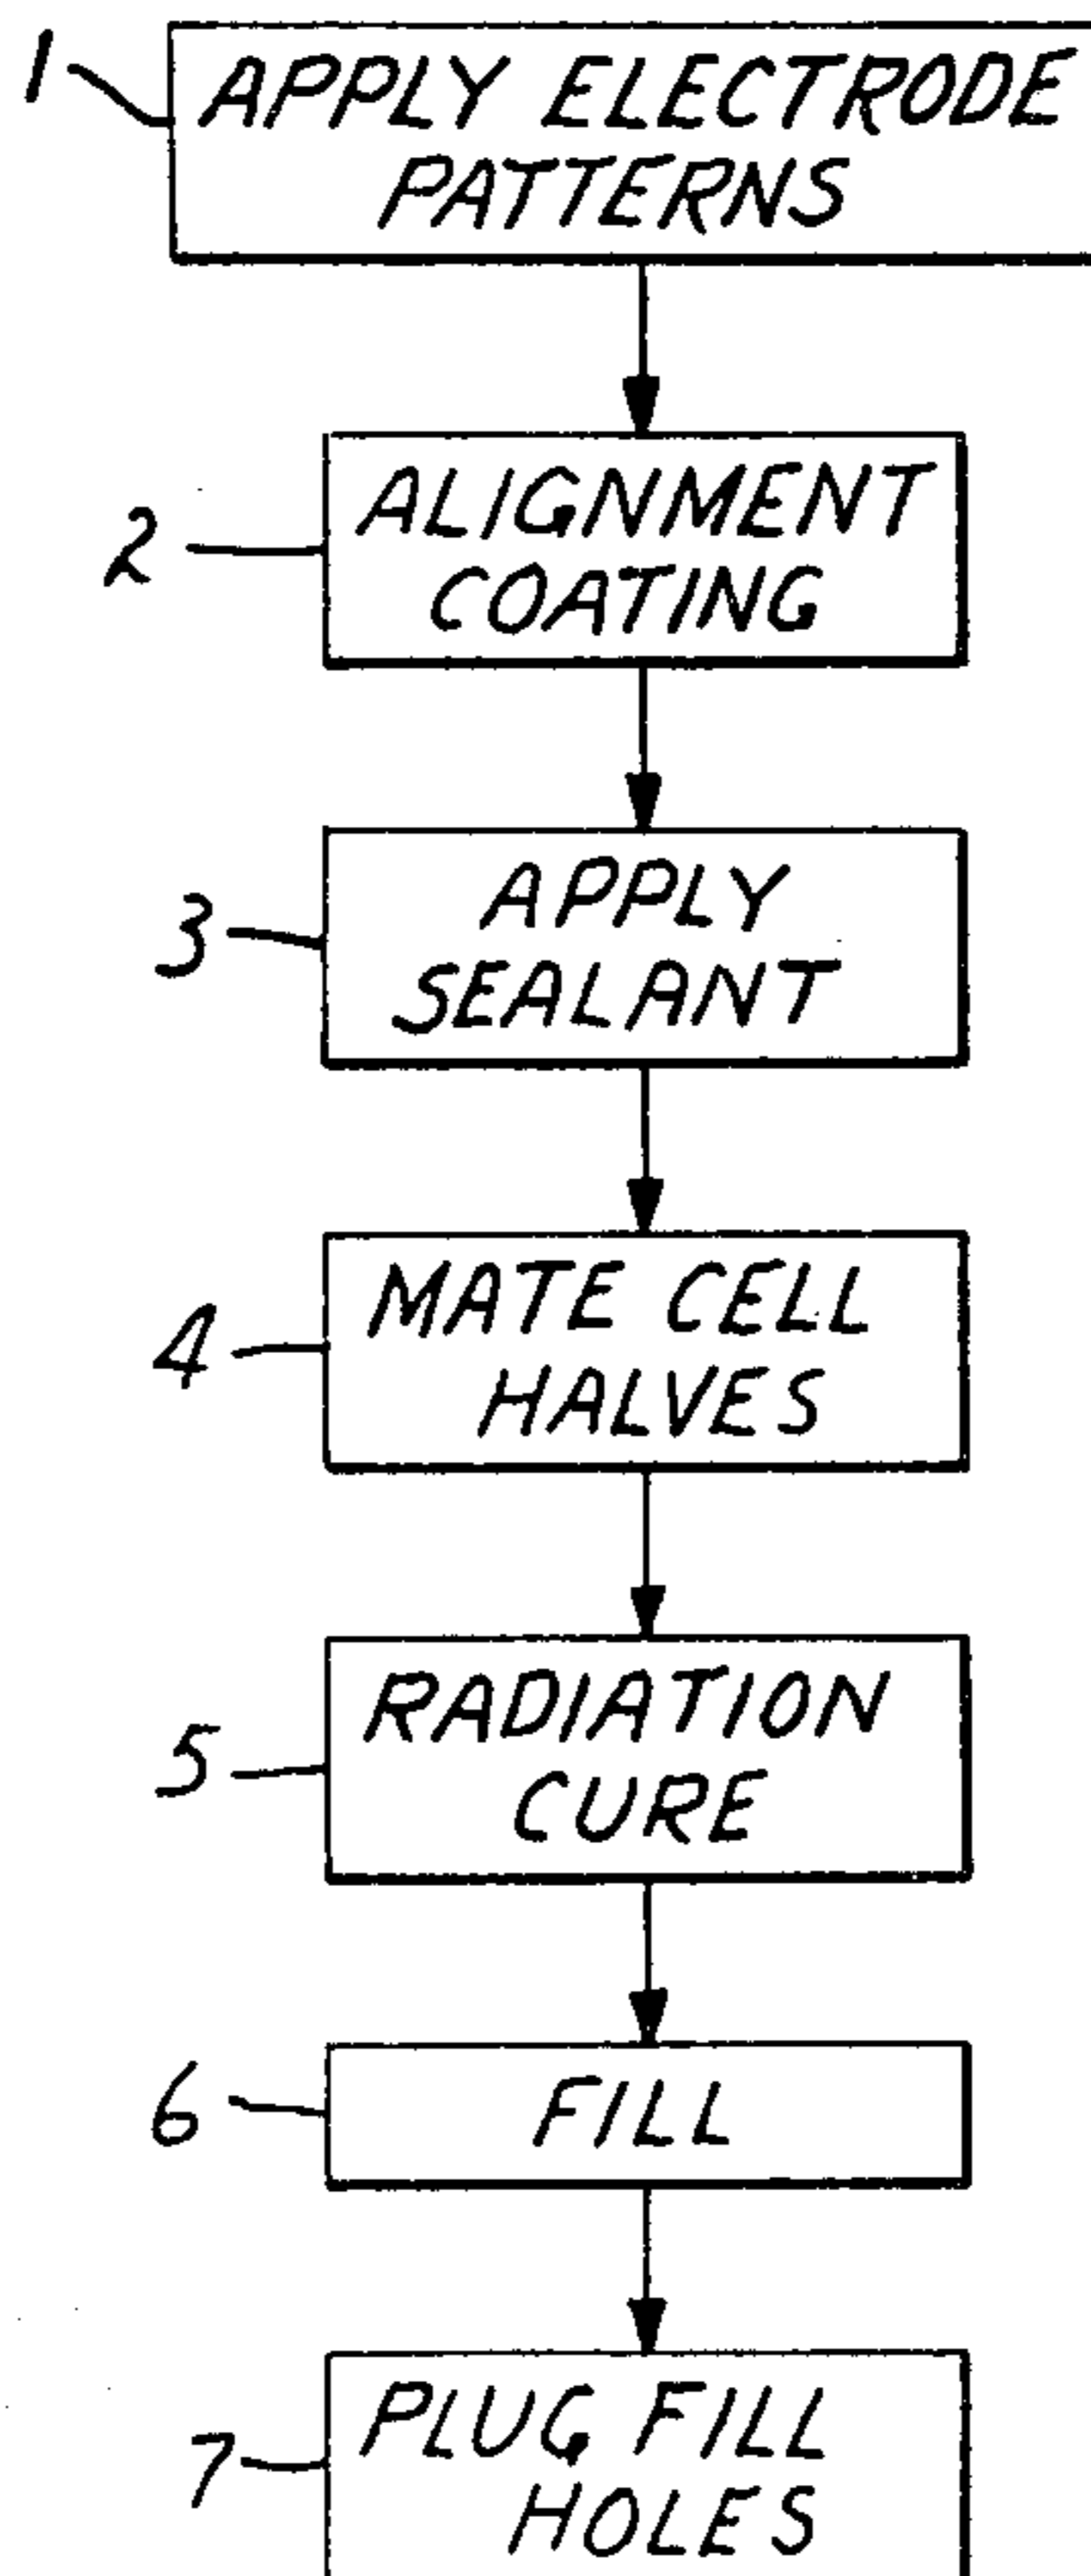 1 APPLY ELECTRODE
PATTERNS
2 ALIGNMENT
COATING
3 APPLY
SEALANT
4 MATE CELL
HALVES
5 RADIATION
CURE
6 FILL
7 PLUG FILL
HOLES